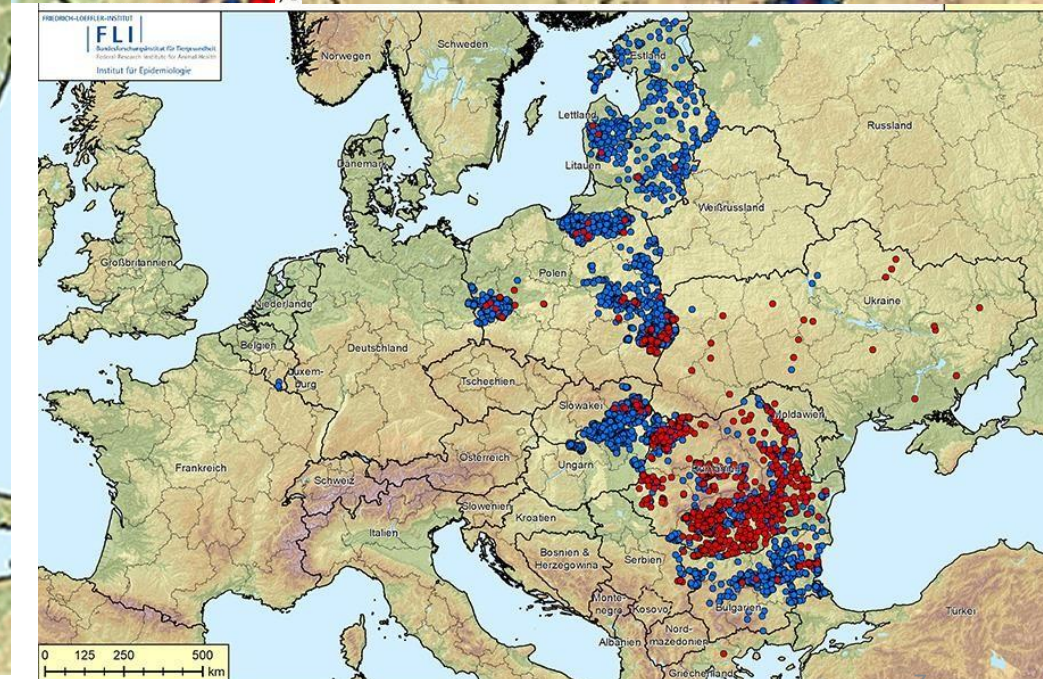 FRIEDRICH-LOEFFLER-INSTITUT
FLI
Bundesforschungsinstitut für Tiergesundheit
Federal Research Institute for Animal Health
Institut für Epidemiologie
Norwegen
Schweden
Estland
Lettland
Russland
Dänemark
Litauen
Weißrussland
Großbritannien
Polen
Niederlande
Ukraine
Belgien
Deutschland
Luxem-
burg
Tschechien
Slowakei
Moldawien
Frankreich
Österreich
Ungarn
Schweiz
Slowenien
Kroatien
Italien
Bosnien &
Herzegowina
Serbien
Monte-
negro
Kosovo
Bulgarien
Türkei
Nord-
mazedonien
Albanien
Griechenland
0 125 250 500
km